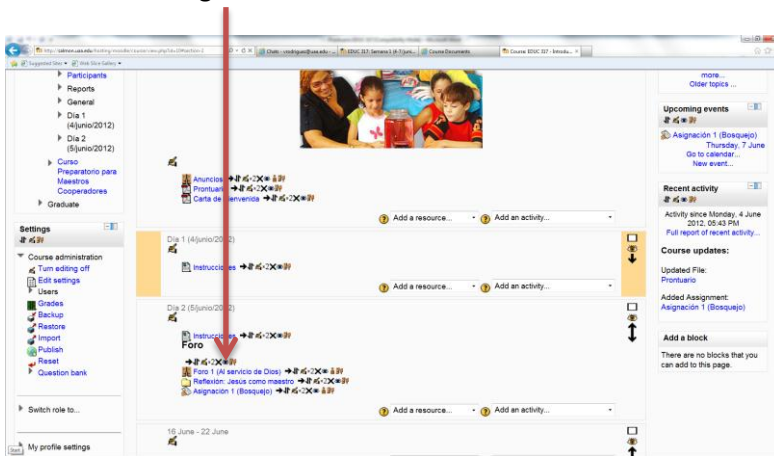 Participants
Reports
General
Día 1
(4/junio/2012)
Día 2
(5/junio/2012)
Curso
Preparatorio para
Maestros
Cooperadores
Graduate
Settings
Course administration
Turn editing off
Edit settings
Users
Grades
Backup
Restore
Import
Publish
Reset
Question bank
Switch role to...
My profile settings
Anuncios
Prontuario
Carta de bienvenida
Add a resource...
Add an activity...
Día 1 (4/junio/2012)
Instrucciones
Add a resource...
Add an activity...
Día 2 (5/junio/2012)
Instrucciones
Foro
Foro 1 (Al servicio de Dios)
Reflexión: Jesús como maestro
Asignación 1 (Bosquejo)
Add a resource...
Add an activity...
16 June - 22 June
more...
Older topics ...
Upcoming events
Asignación 1 (Bosquejo)
Thursday, 7 June
Go to calendar...
New event...
Recent activity
Activity since Monday, 4 June
2012, 05:43 PM
Full report of recent activity...
Course updates:
Updated File:
Prontuario
Added Assignment:
Asignación 1 (Bosquejo)
Add a block
There are no blocks that you
can add to this page.